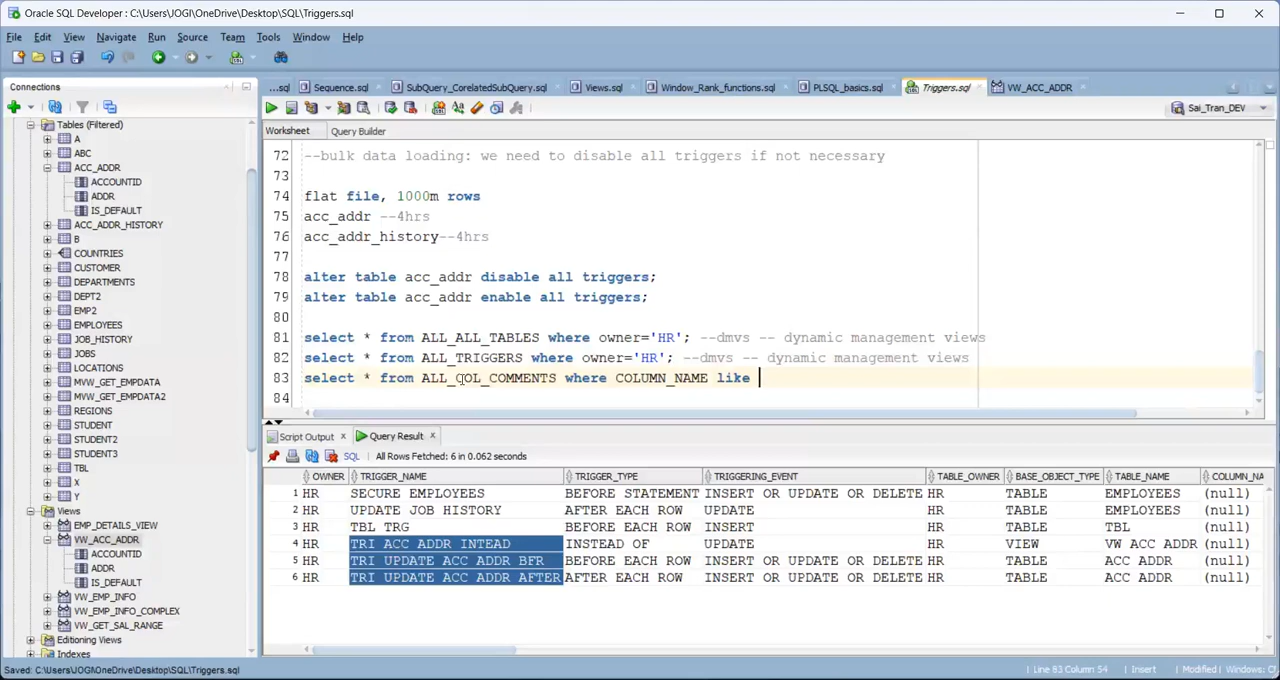 Oracle SQL Developer : C:\Users\JOGI\OneDrive\Desktop\SQL\Triggers.sql
File Edit View Navigate Run Source Team Tools Window Help
Connections
...sql Sequence.sql SubQuery_CorelatedSubQuery.sql Views.sql Window_Rank_functions.sql PLSQL_basics.sql Triggers.sql VW_ACC_ADDR
Sai_Tran_DEV
Worksheet Query Builder
Tables (Filtered)
A
ABC
ACC_ADDR
ACCOUNTID
ADDR
IS_DEFAULT
ACC_ADDR_HISTORY
B
COUNTRIES
CUSTOMER
DEPARTMENTS
DEPT2
EMP2
EMPLOYEES
JOB_HISTORY
JOBS
LOCATIONS
MVW_GET_EMPDATA
MVW_GET_EMPDATA2
REGIONS
STUDENT
STUDENT2
STUDENT3
TBL
X
Y
Views
EMP_DETAILS_VIEW
VW_ACC_ADDR
ACCOUNTID
ADDR
IS_DEFAULT
VW_EMP_INFO
VW_EMP_INFO_COMPLEX
VW_GET_SAL_RANGE
Editioning Views
Indexes
72 --bulk data loading: we need to disable all triggers if not necessary
73
74 flat file, 1000m rows
75 acc_addr --4hrs
76 acc_addr_history--4hrs
77
78 alter table acc_addr disable all triggers;
79 alter table acc_addr enable all triggers;
80
81 select * from ALL_ALL_TABLES where owner='HR'; --dmvs -- dynamic management views
82 select * from ALL_TRIGGERS where owner='HR'; --dmvs -- dynamic management views
83 select * from ALL_COL_COMMENTS where COLUMN_NAME like
84
Script Output Query Result
SQL All Rows Fetched: 6 in 0.062 seconds
OWNER TRIGGER_NAME TRIGGER_TYPE TRIGGERING_EVENT TABLE_OWNER BASE_OBJECT_TYPE TABLE_NAME COLUMN_NA
1 HR SECURE_EMPLOYEES BEFORE STATEMENT INSERT OR UPDATE OR DELETE HR TABLE EMPLOYEES (null)
2 HR UPDATE_JOB_HISTORY AFTER EACH ROW UPDATE HR TABLE EMPLOYEES (null)
3 HR TBL_TRG BEFORE EACH ROW INSERT HR TABLE TBL (null)
4 HR TRI_ACC_ADDR_INTEAD INSTEAD OF UPDATE HR VIEW VW_ACC_ADDR (null)
5 HR TRI_UPDATE_ACC_ADDR_BFR BEFORE EACH ROW INSERT OR UPDATE OR DELETE HR TABLE ACC_ADDR (null)
6 HR TRI_UPDATE_ACC_ADDR_AFTER AFTER EACH ROW INSERT OR UPDATE OR DELETE HR TABLE ACC_ADDR (null)
Saved: C:\Users\JOGI\OneDrive\Desktop\SQL\Triggers.sql
Line 83 Column 54 Insert Modified Windows: C